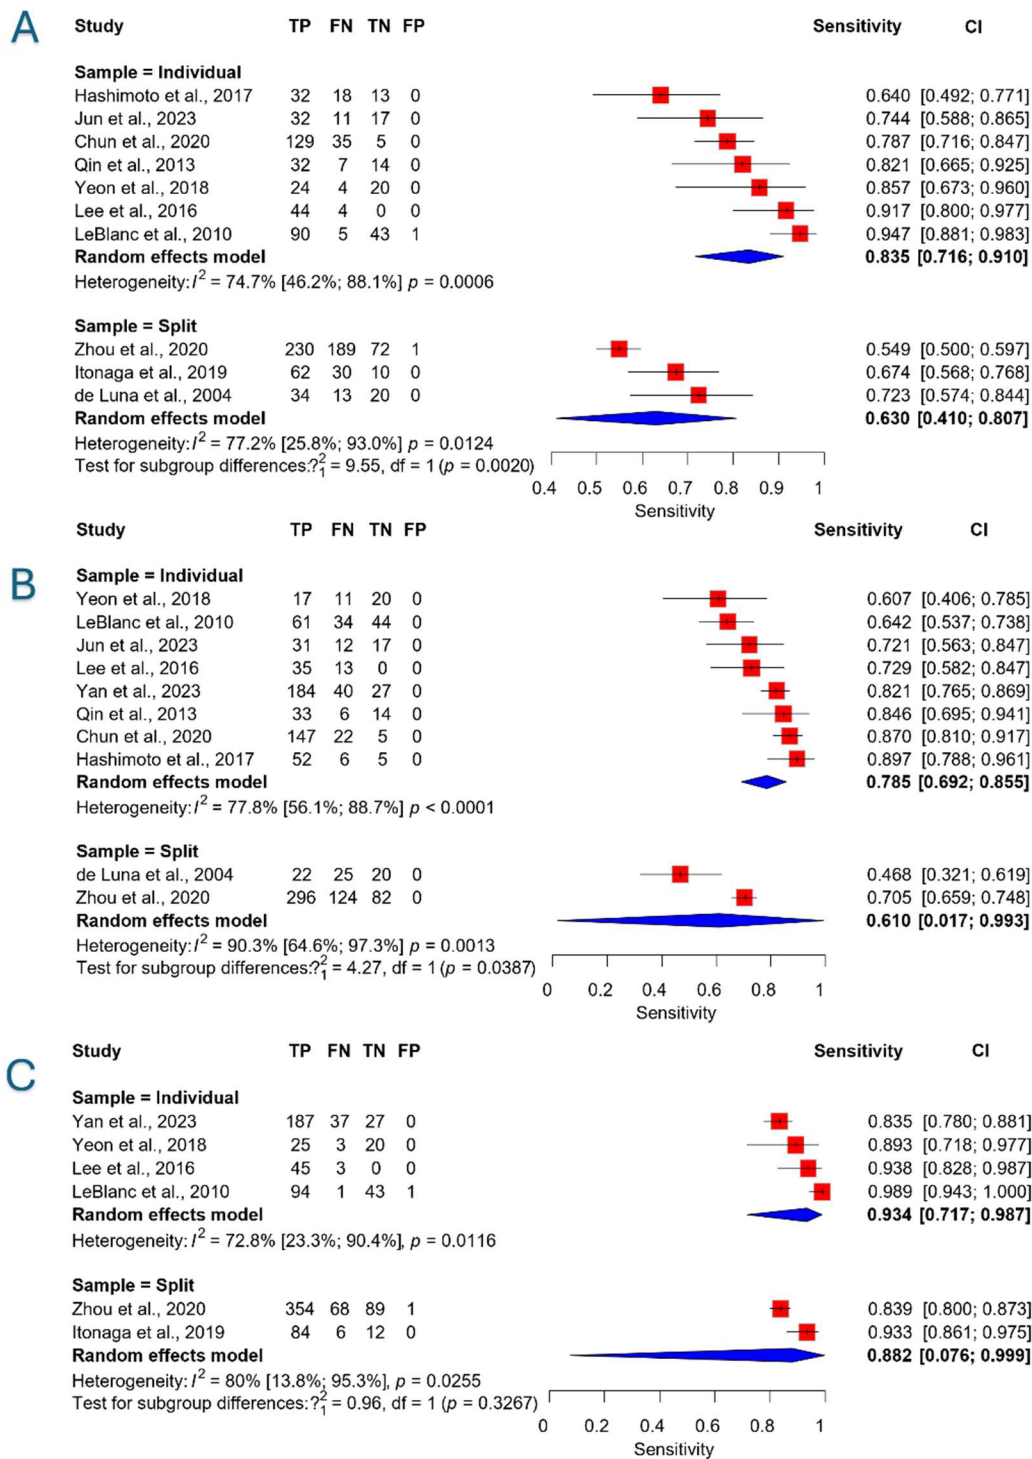 A
Study TP FN TN FP Sensitivity CI
Sample = Individual
Hashimoto et al., 2017 32 18 13 0 0.640 [0.492; 0.771]
Jun et al., 2023 32 11 17 0 0.744 [0.588; 0.865]
Chun et al., 2020 129 35 5 0 0.787 [0.716; 0.847]
Qin et al., 2013 32 7 14 0 0.821 [0.665; 0.925]
Yeon et al., 2018 24 4 20 0 0.857 [0.673; 0.960]
Lee et al., 2016 44 4 0 0 0.917 [0.800; 0.977]
LeBlanc et al., 2010 90 5 43 1 0.947 [0.881; 0.983]
Random effects model 0.835 [0.716; 0.910]
Heterogeneity: I² = 74.7% [46.2%; 88.1%] p = 0.0006
Sample = Split
Zhou et al., 2020 230 189 72 1 0.549 [0.500; 0.597]
Itonaga et al., 2019 62 30 10 0 0.674 [0.568; 0.768]
de Luna et al., 2004 34 13 20 0 0.723 [0.574; 0.844]
Random effects model 0.630 [0.410; 0.807]
Heterogeneity: I² = 77.2% [25.8%; 93.0%] p = 0.0124
Test for subgroup differences:?²₁ = 9.55, df = 1 (p = 0.0020)
0.4 0.5 0.6 0.7 0.8 0.9 1
Sensitivity
B
Study TP FN TN FP Sensitivity CI
Sample = Individual
Yeon et al., 2018 17 11 20 0 0.607 [0.406; 0.785]
LeBlanc et al., 2010 61 34 44 0 0.642 [0.537; 0.738]
Jun et al., 2023 31 12 17 0 0.721 [0.563; 0.847]
Lee et al., 2016 35 13 0 0 0.729 [0.582; 0.847]
Yan et al., 2023 184 40 27 0 0.821 [0.765; 0.869]
Qin et al., 2013 33 6 14 0 0.846 [0.695; 0.941]
Chun et al., 2020 147 22 5 0 0.870 [0.810; 0.917]
Hashimoto et al., 2017 52 6 5 0 0.897 [0.788; 0.961]
Random effects model 0.785 [0.692; 0.855]
Heterogeneity: I² = 77.8% [56.1%; 88.7%] p < 0.0001
Sample = Split
de Luna et al., 2004 22 25 20 0 0.468 [0.321; 0.619]
Zhou et al., 2020 296 124 82 0 0.705 [0.659; 0.748]
Random effects model 0.610 [0.017; 0.993]
Heterogeneity: I² = 90.3% [64.6%; 97.3%] p = 0.0013
Test for subgroup differences:?²₁ = 4.27, df = 1 (p = 0.0387)
0 0.2 0.4 0.6 0.8 1
Sensitivity
C
Study TP FN TN FP Sensitivity CI
Sample = Individual
Yan et al., 2023 187 37 27 0 0.835 [0.780; 0.881]
Yeon et al., 2018 25 3 20 0 0.893 [0.718; 0.977]
Lee et al., 2016 45 3 0 0 0.938 [0.828; 0.987]
LeBlanc et al., 2010 94 1 43 1 0.989 [0.943; 1.000]
Random effects model 0.934 [0.717; 0.987]
Heterogeneity: I² = 72.8% [23.3%; 90.4%], p = 0.0116
Sample = Split
Zhou et al., 2020 354 68 89 1 0.839 [0.800; 0.873]
Itonaga et al., 2019 84 6 12 0 0.933 [0.861; 0.975]
Random effects model 0.882 [0.076; 0.999]
Heterogeneity: I² = 80% [13.8%; 95.3%], p = 0.0255
Test for subgroup differences:?²₁ = 0.96, df = 1 (p = 0.3267)
0 0.2 0.4 0.6 0.8 1
Sensitivity